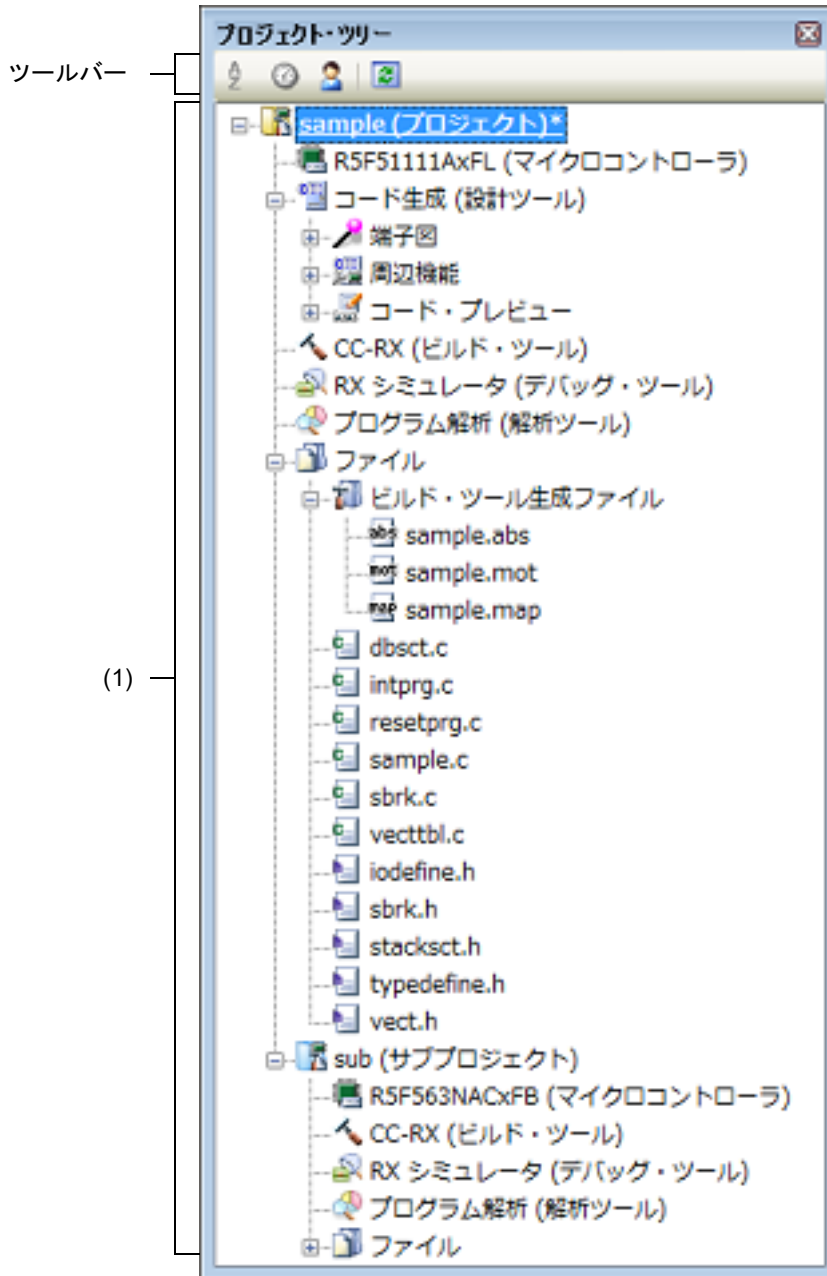 プロジェクト・ツリー
ツールバー
sample (プロジェクト)*
R5F51111AxFL (マイクロコントローラ)
コード生成 (設計ツール)
端子図
周辺機能
コード・プレビュー
CC-RX (ビルド・ツール)
RX シミュレータ (デバッグ・ツール)
プログラム解析 (解析ツール)
ファイル
ビルド・ツール生成ファイル
abs sample.abs
mot sample.mot
map sample.map
dbsct.c
intprg.c
resetprg.c
(1)
sample.c
sbrk.c
vecttbl.c
iodefine.h
sbrk.h
stacksct.h
typedefine.h
vect.h
sub (サブプロジェクト)
R5F563NACxFB (マイクロコントローラ)
CC-RX (ビルド・ツール)
RX シミュレータ (デバッグ・ツール)
プログラム解析 (解析ツール)
ファイル